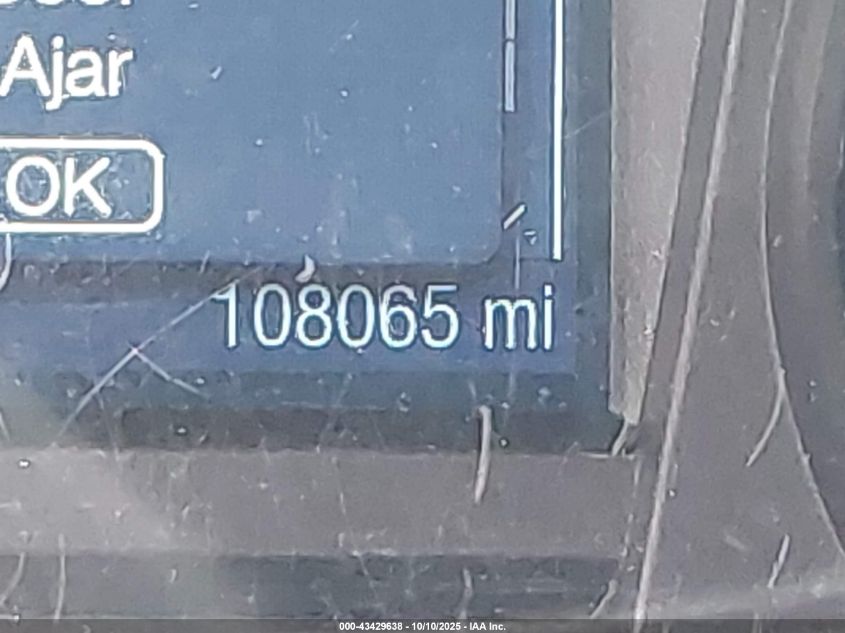 Ajar
OK
108065 mi
000-43429638 - 10/10/2025 - IAA Inc.